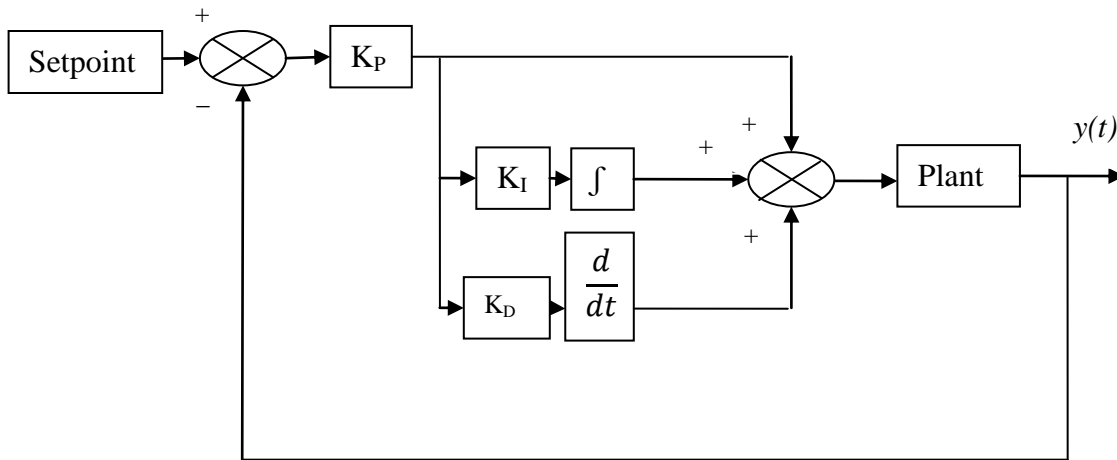 +
Setpoint
K_P
−
y(t)
+
+
K_I
∫
Plant
+
K_D
d
dt